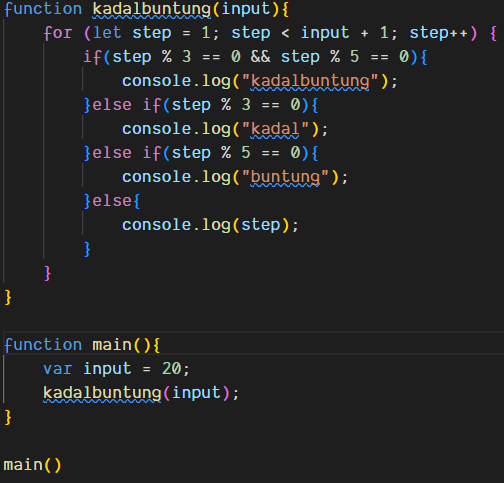 function kadalbuntung(input){
    for (let step = 1; step < input + 1; step++) {
        if(step % 3 == 0 && step % 5 == 0){
            console.log("kadalbuntung");
        }else if(step % 3 == 0){
            console.log("kadal");
        }else if(step % 5 == 0){
            console.log("buntung");
        }else{
            console.log(step);
        }
    }
}

function main(){
    var input = 20;
    kadalbuntung(input);
}

main()